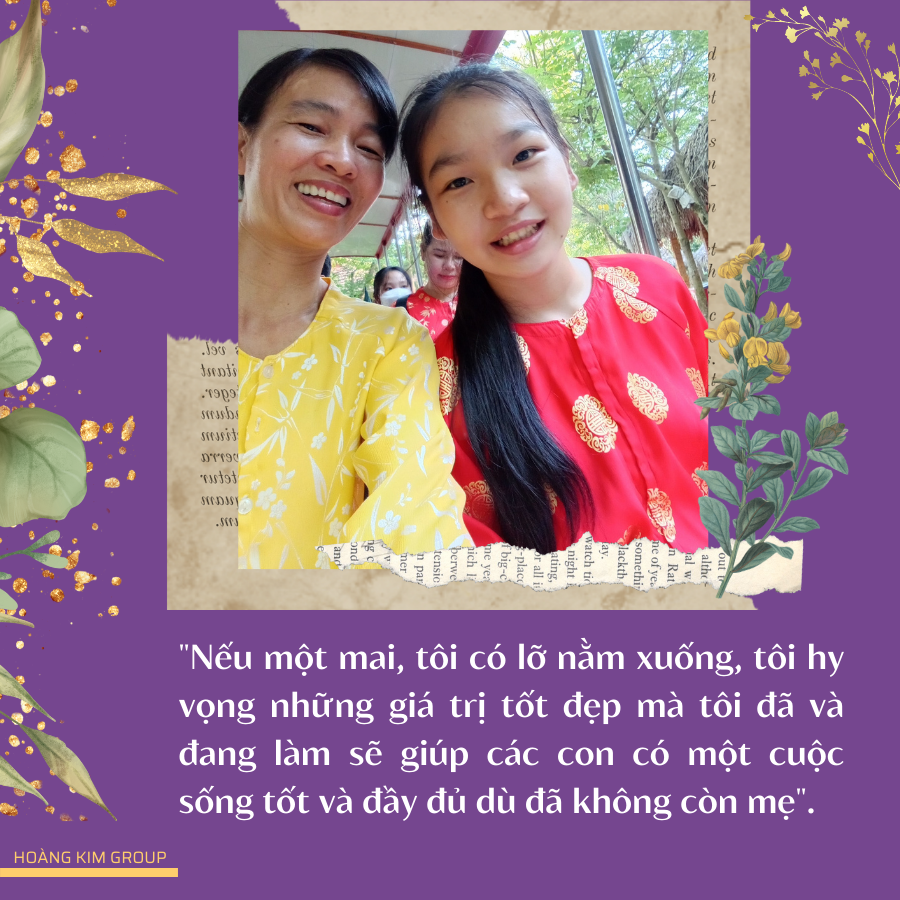 "Nếu một mai, tôi có lỡ nằm xuống, tôi hy
vọng những giá trị tốt đẹp mà tôi đã và
đang làm sẽ giúp các con có một cuộc
sống tốt và đầy đủ dù đã không còn mẹ".
HOÀNG KIM GROUP